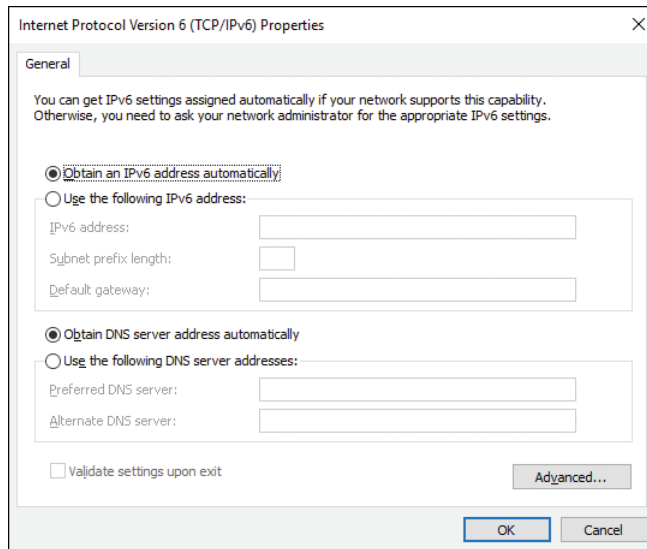 Internet Protocol Version 6 (TCP/IPv6) Properties
General
You can get IPv6 settings assigned automatically if your network supports this capability.
Otherwise, you need to ask your network administrator for the appropriate IPv6 settings.
Obtain an IPv6 address automatically
Use the following IPv6 address:
IPv6 address:
Subnet prefix length:
Default gateway:
Obtain DNS server address automatically
Use the following DNS server addresses:
Preferred DNS server:
Alternate DNS server:
Validate settings upon exit
Advanced...
OK Cancel